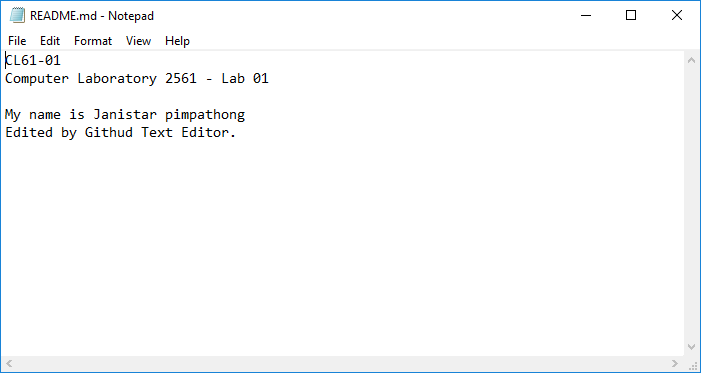 README.md - Notepad
File Edit Format View Help
CL61-01
Computer Laboratory 2561 - Lab 01
My name is Janistar pimpathong
Edited by Githud Text Editor.